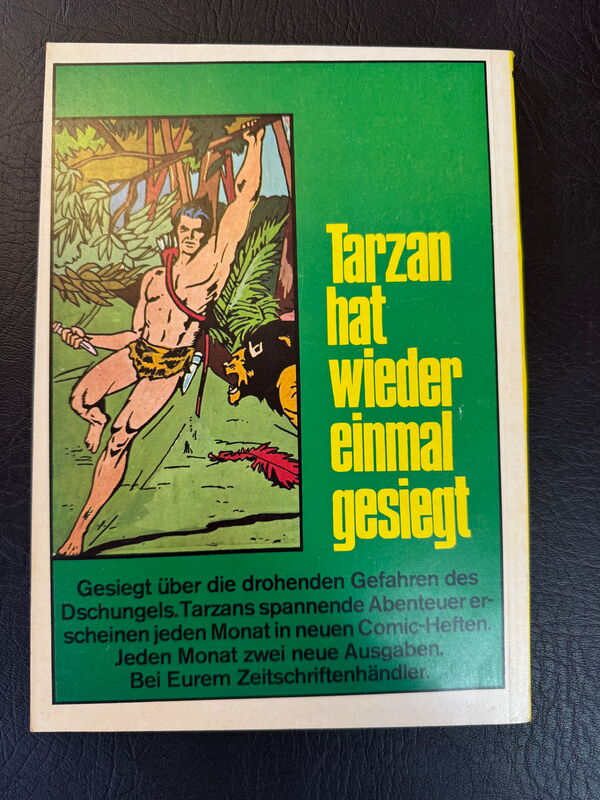 Tarzan
hat
wieder
einmal
gesiegt
Gesiegt über die drohenden Gefahren des
Dschungels. Tarzans spannende Abenteuer er-
scheinen jeden Monat in neuen Comic-Heften.
Jeden Monat zwei neue Ausgaben.
Bei Eurem Zeitschriftenhändler.